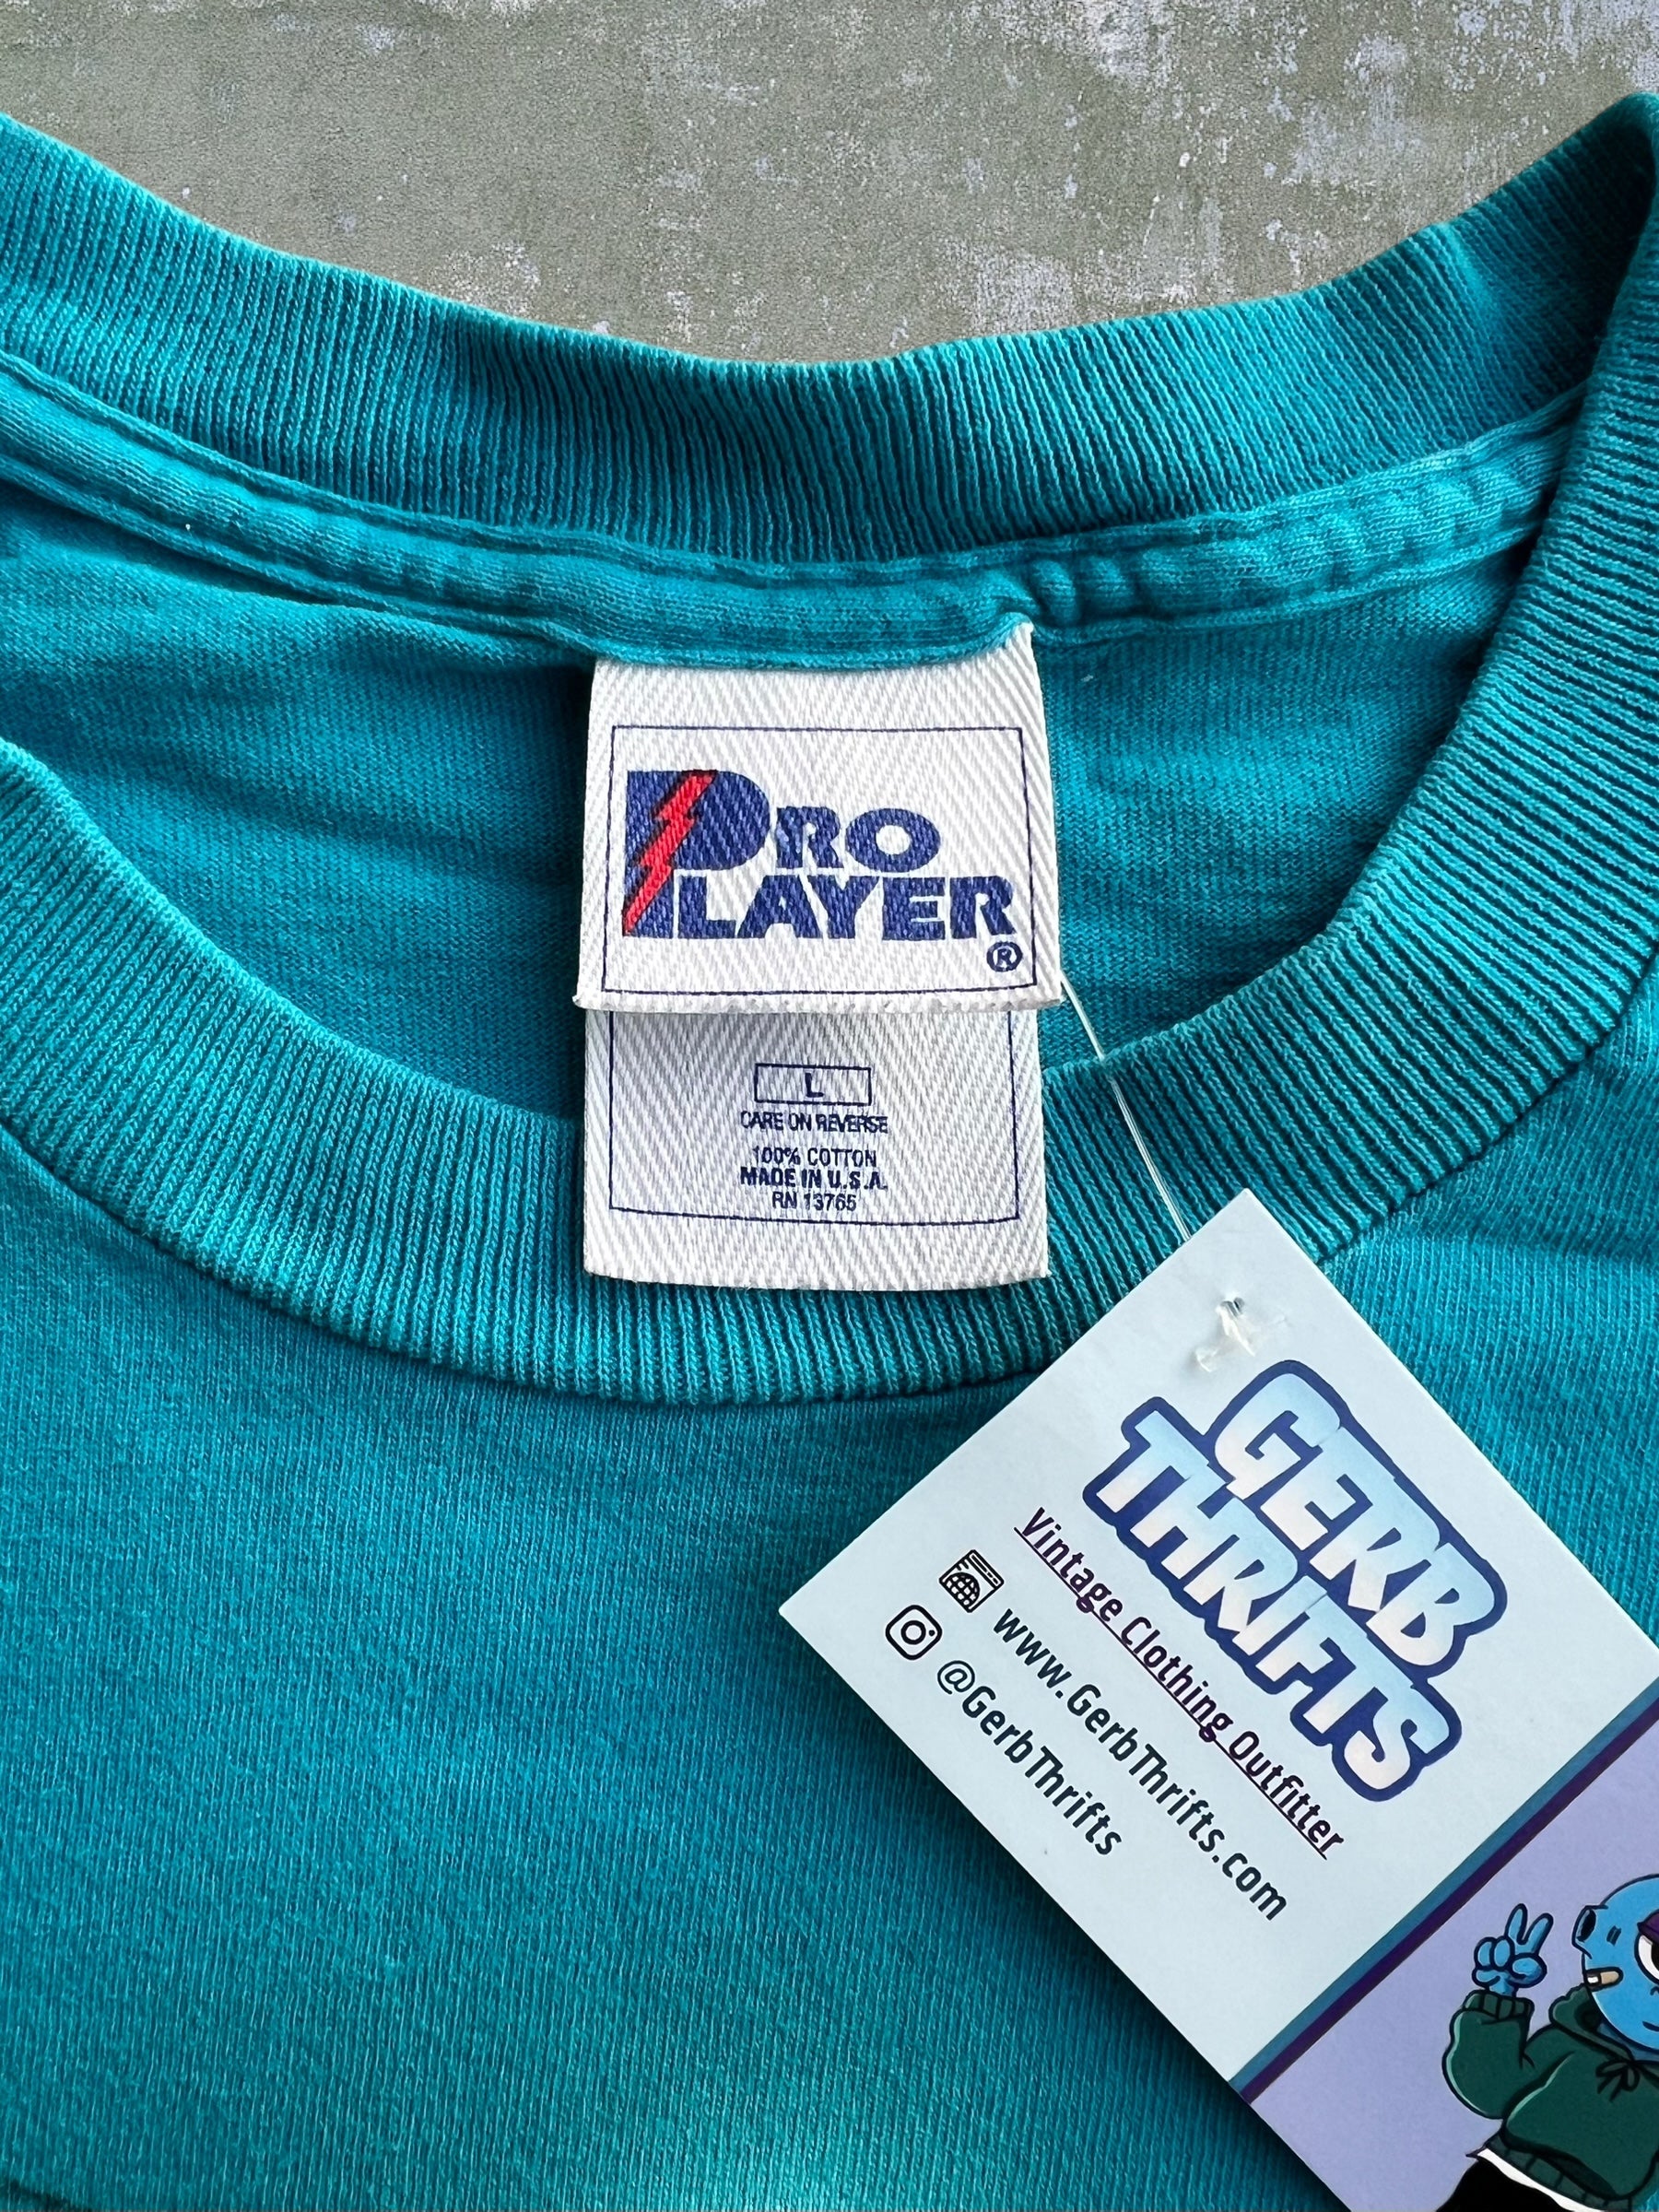 PRO
PLAYER
®
L
CARE ON REVERSE
100% COTTON
MADE IN U.S.A.
RN 13765
GERB
THRIFTS
Vintage Clothing Outfitter
www.GerbThrifts.com
@GerbThrifts